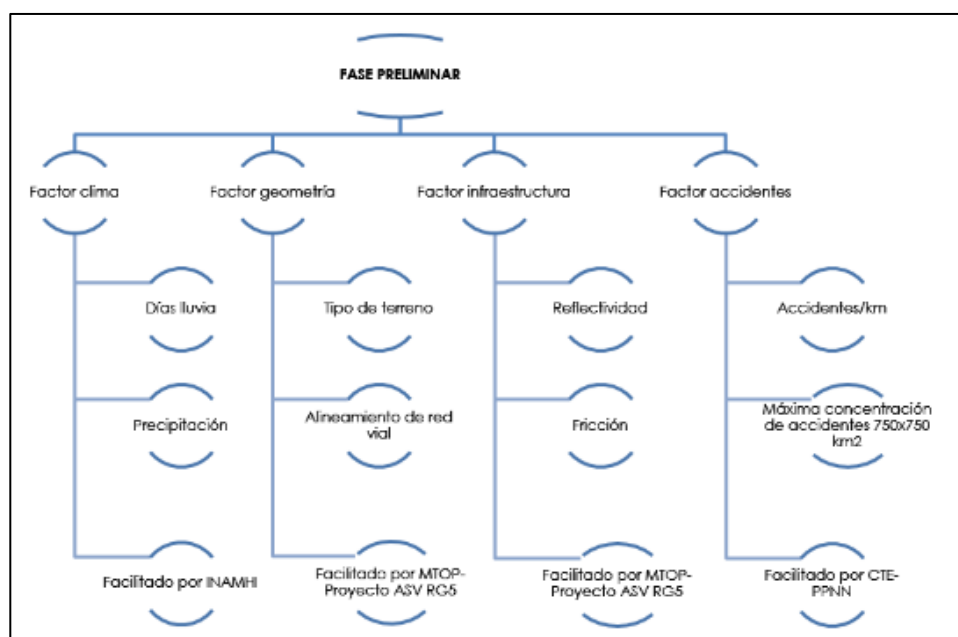 FASE PRELIMINAR
Factor clima
Factor geometría
Factor infraestructura
Factor accidentes
Días lluvia
Tipo de terreno
Reflectividad
Accidentes/km
Precipitación
Alineamiento de red
vial
Fricción
Máxima concentración
de accidentes 750x750
km2
Facilitado por INAMHI
Facilitado por MTOP-
Proyecto ASV RG5
Facilitado por MTOP-
Proyecto ASV RG5
Facilitado por CTE-
PPNN